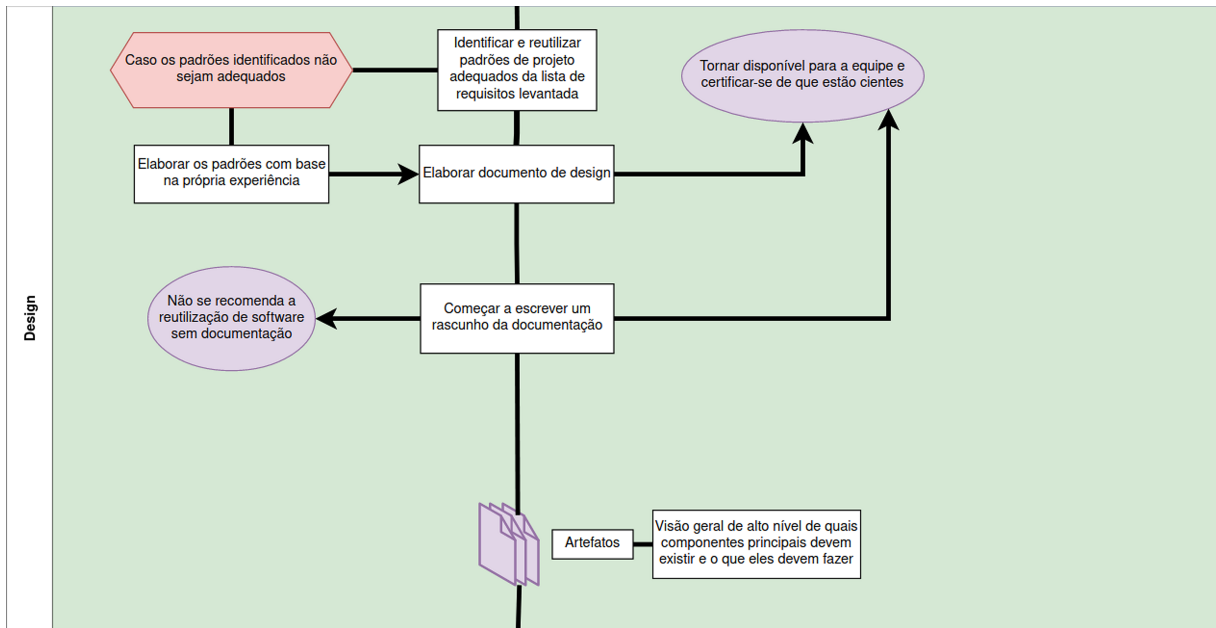 Design
Caso os padrões identificados não
sejam adequados
Identificar e reutilizar
padrões de projeto
adequados da lista de
requisitos levantada
Tornar disponível para a equipe e
certificar-se de que estão cientes
Elaborar os padrões com base
na própria experiência
Elaborar documento de design
Não se recomenda a
reutilização de software
sem documentação
Começar a escrever um
rascunho da documentação
Artefatos
Visão geral de alto nível de quais
componentes principais devem
existir e o que eles devem fazer